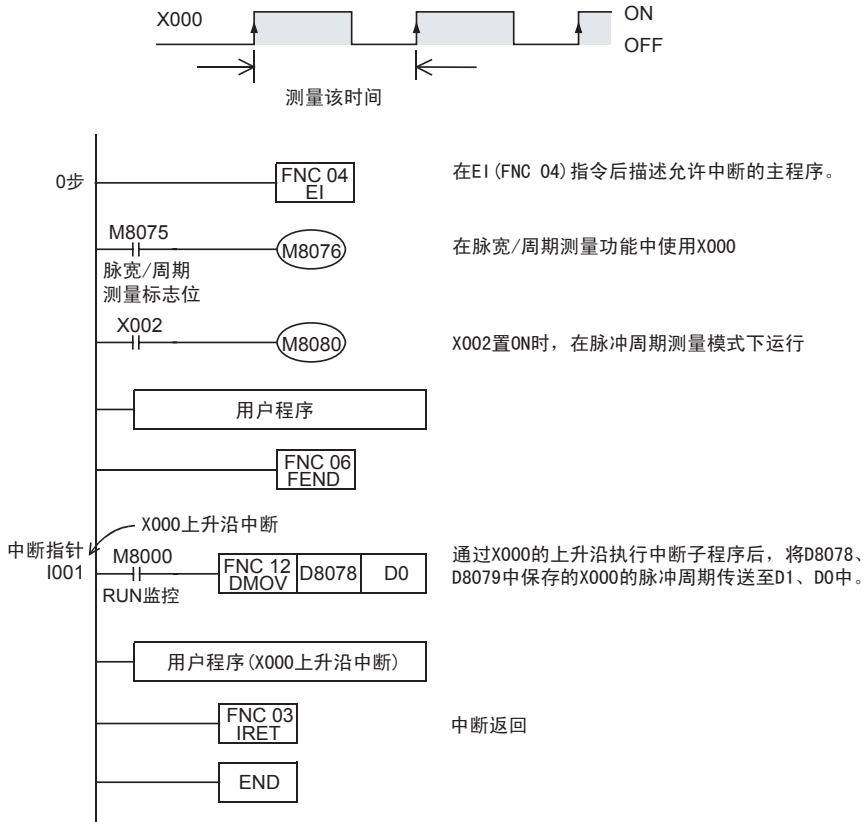 X000
ON
OFF
测量该时间
0步
FNC 04
EI
在EI(FNC 04)指令后描述允许中断的主程序。
M8075
M8076
脉宽/周期
测量标志位
在脉宽/周期测量功能中使用X000
X002
M8080
X002置ON时，在脉冲周期测量模式下运行
用户程序
FNC 06
FEND
X000上升沿中断
中断指针
I001
M8000
RUN监控
FNC 12
DMOV
D8078
D0
通过X000的上升沿执行中断子程序后，将D8078、
D8079中保存的X000的脉冲周期传送至D1、D0中。
用户程序(X000上升沿中断)
FNC 03
IRET
中断返回
END